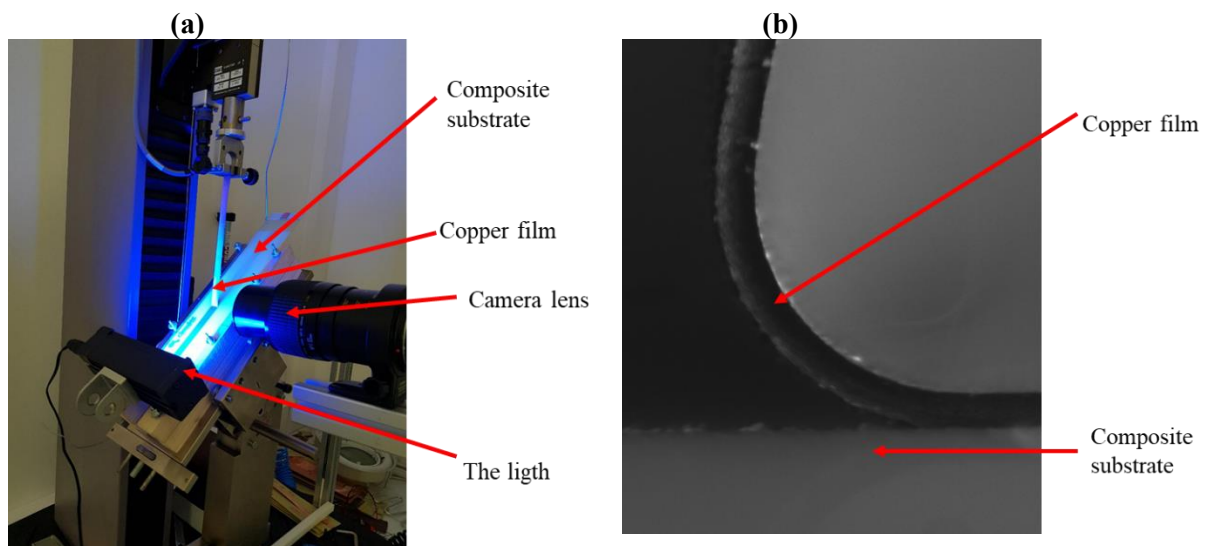 (a)
(b)
Composite
substrate
Copper film
Copper film
Camera lens
Composite
substrate
The ligth